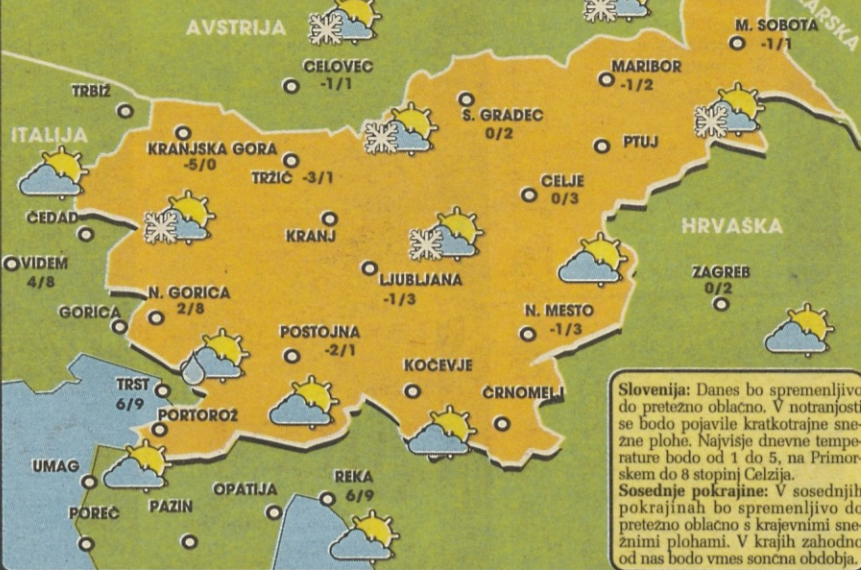 AVSTRIJA
M. SOBOTA
-1/1
CELOVEC
-1/1
MARIBOR
-1/2
TRBIŽ
S. GRADEC
0/2
ITALIJA
KRANJSKA GORA
-5/0
PTUJ
TRŽIČ -3/1
CELJE
0/3
ČEDAD
KRANJ
HRVAŠKA
VIDEM
4/8
LJUBLJANA
-1/3
ZAGREB
0/2
N. GORICA
2/8
GORICA
N. MESTO
-1/3
POSTOJNA
-2/1
KOČEVJE
TRST
6/9
ČRNOMELJ
PORTOROŽ
UMAG
REKA
6/9
OPATIJA
POREČ
PAZIN
Slovenija: Danes bo spremenljivo
do pretežno oblačno. V notranjosti
se bodo pojavile kratkotrajne sne-
žne plohe. Najvišje dnevne tempe-
rature bodo od 1 do 5, na Primor-
skem do 8 stopinj Celzija.
Sosednje pokrajine: V sosednjih
pokrajinah bo spremenljivo do
pretežno oblačno s krajevnimi sne-
žnimi plohami. V krajih zahodno
od nas bodo vmes sončna obdobja.